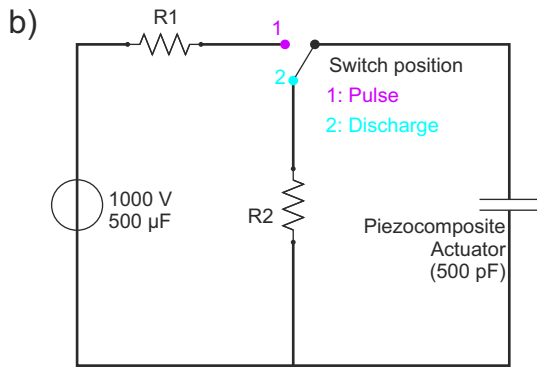 b)
R1
1
2
Switch position
1: Pulse
2: Discharge
1000 V
500 µF
R2
Piezocomposite
Actuator
(500 pF)